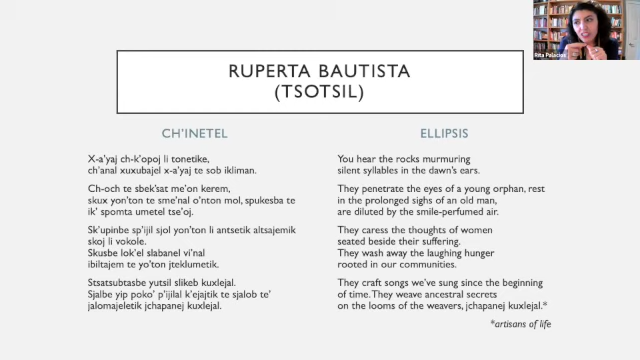 Rita Palacios
RUPERTA BAUTISTA
(TSOTSIL)
CH'INETEL
X-a'yaj ch-k'opoj li tonetike,
ch'anal xuxubajel x-a'yaj te sob ikliman.
Ch-och te sbek'sat me'on kerem,
skux yon'ton te sme'nal o'nton mol, spukesba te
ik' spomta umetel tse'oj.
Sk'upinbe sp'ijil sjol yon'ton li antsetik altsajemik
skoj li vokole.
Skusbe lok'el slabanel vi'nal
ibiltajem te yo'ton jteklumetik.
Stsatsubtasbe yutsil slikeb kuxlejal.
Sjalbe yip poko' p'ijilal k'ejajtik te sjalob te'
jalomajeletik jchapanej kuxlejal.
ELLIPSIS
You hear the rocks murmuring
silent syllables in the dawn's ears.
They penetrate the eyes of a young orphan, rest
in the prolonged sighs of an old man,
are diluted by the smile-perfumed air.
They caress the thoughts of women
seated beside their suffering.
They wash away the laughing hunger
rooted in our communities.
They craft songs we've sung since the beginning
of time. They weave ancestral secrets
on the looms of the weavers, jchapanej kuxlejal.*
*artisans of life